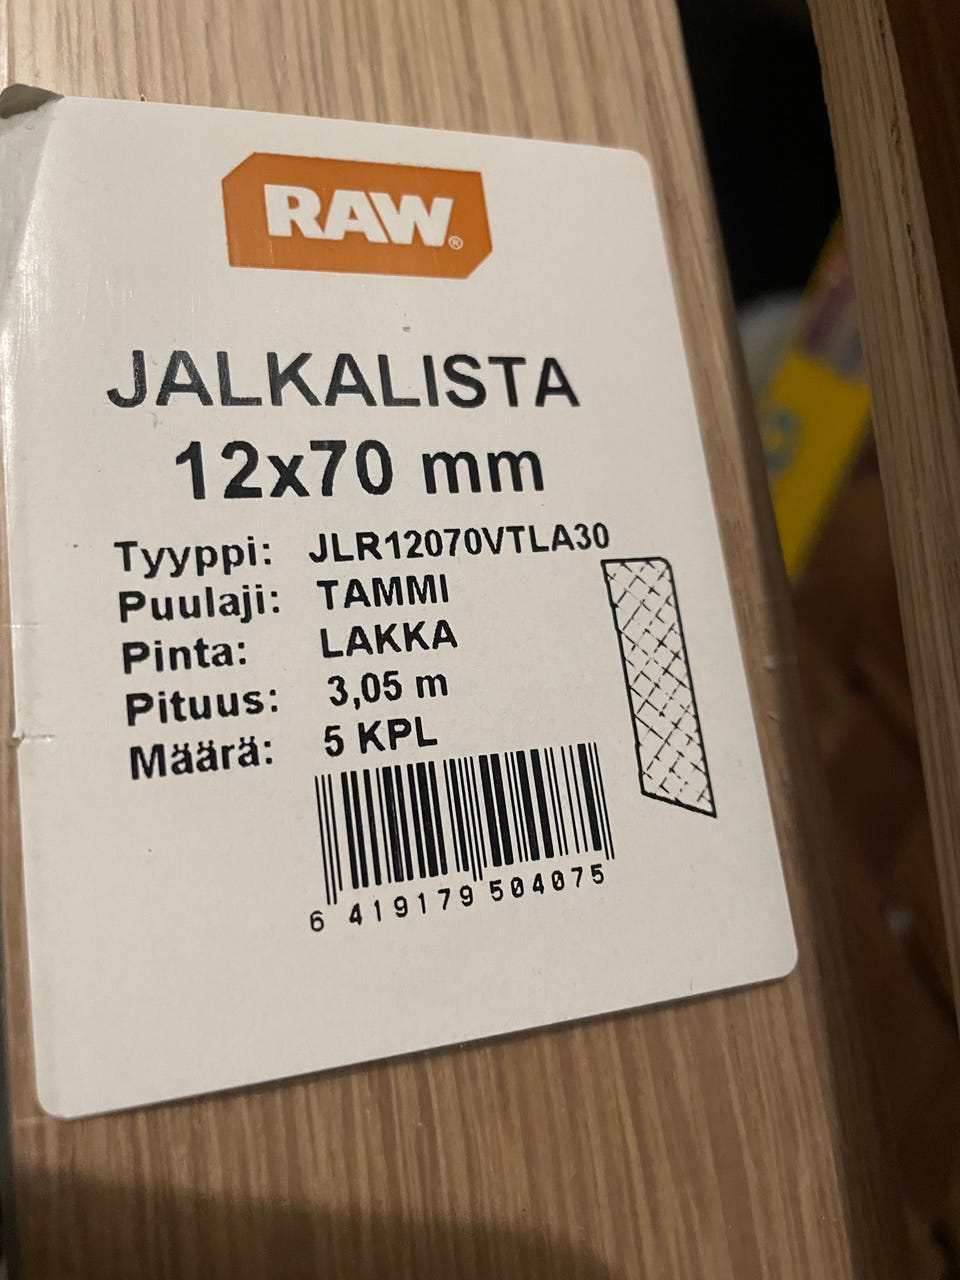 RAW®
JALKALISTA
12x70 mm
Tyyppi: JLR12070VTLA30
Puulaji: TAMMI
Pinta: LAKKA
Pituus: 3,05 m
Määrä: 5 KPL
6 419179 504075